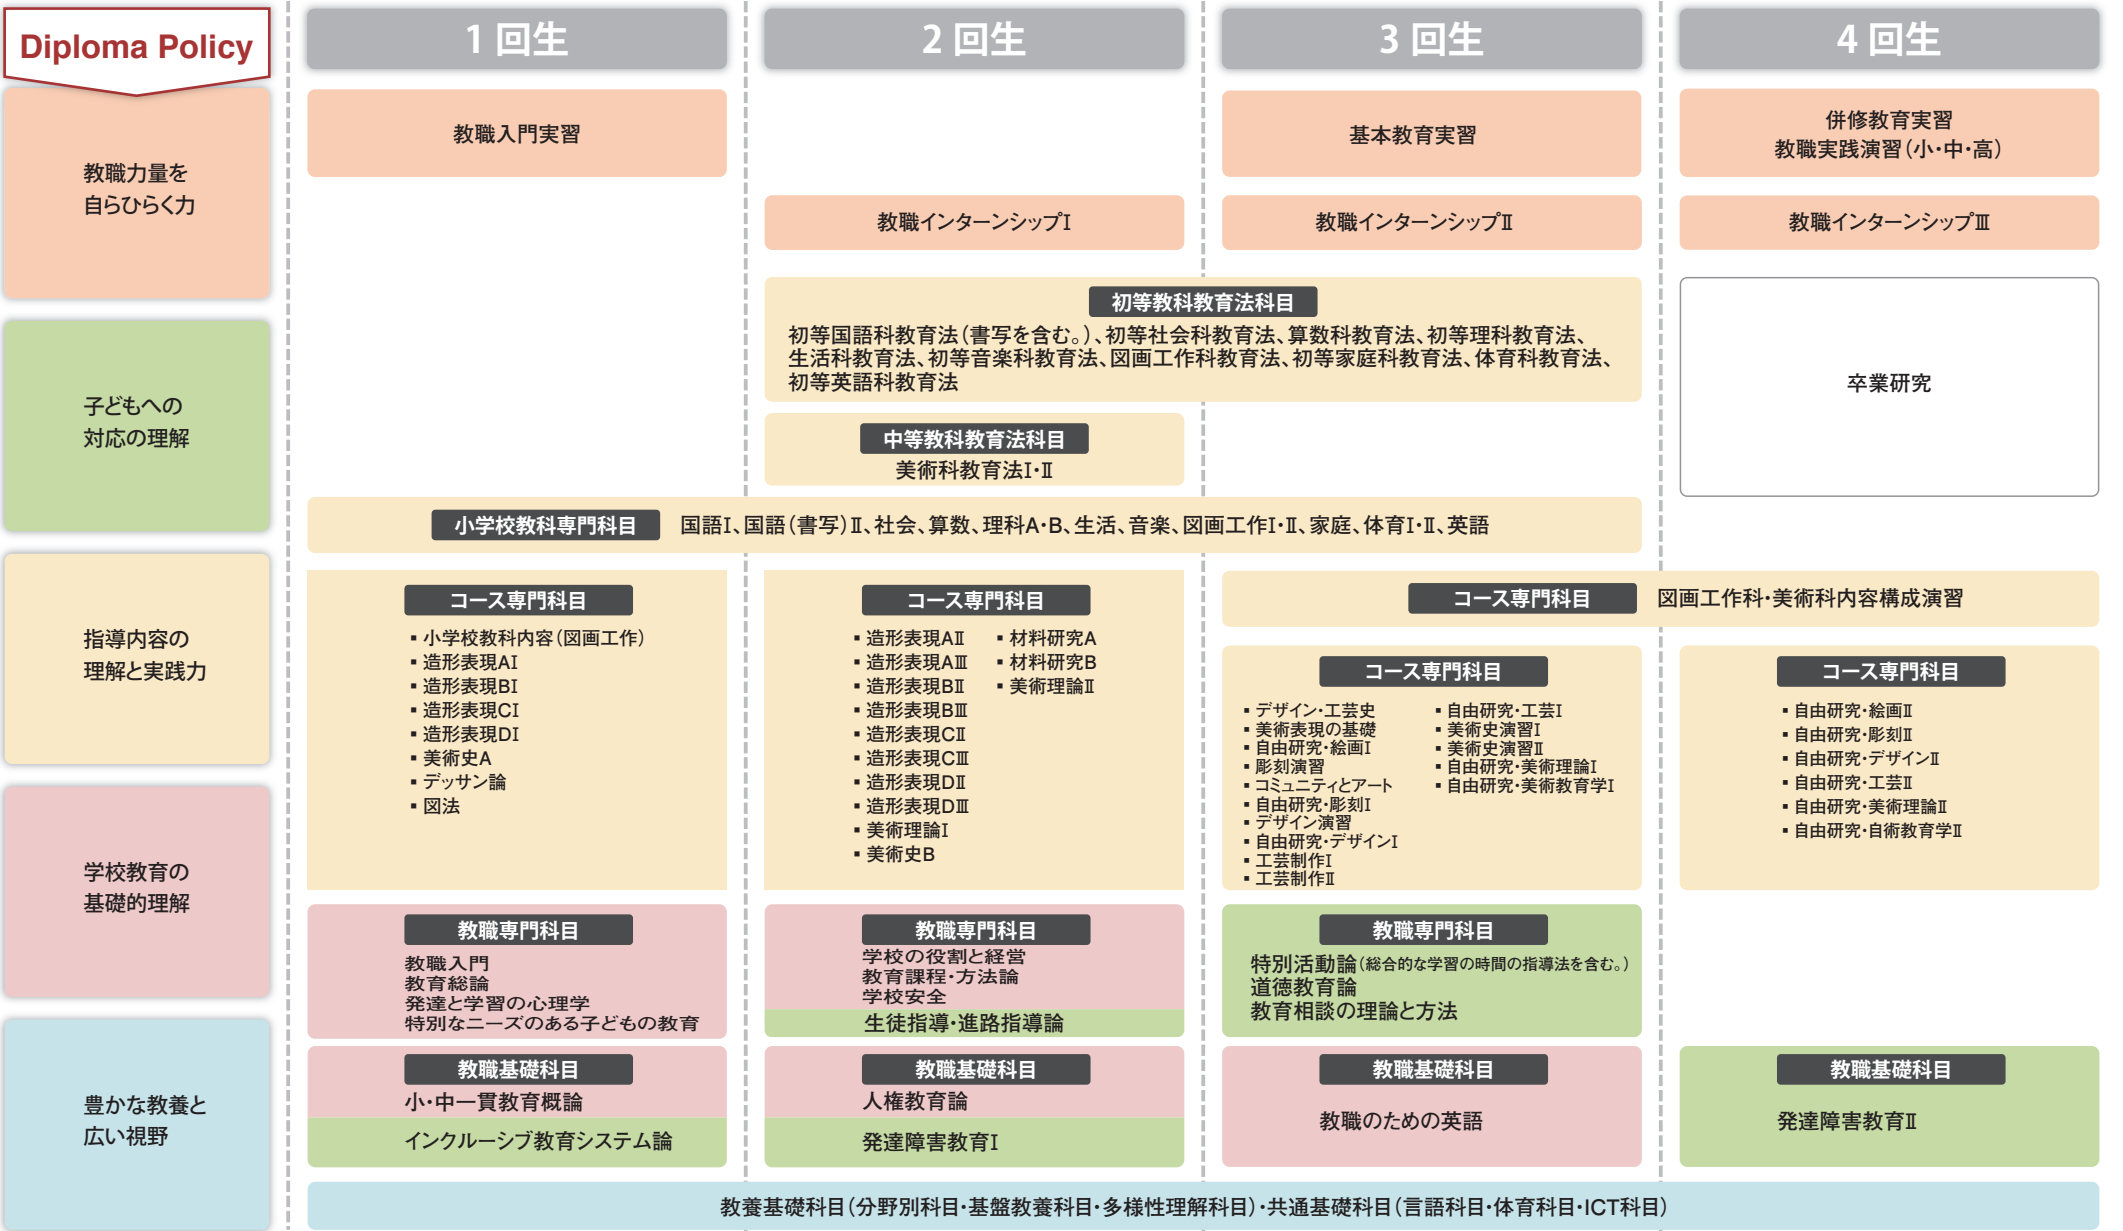 Diploma Policy
1 回生
2 回生
3 回生
4 回生
教職力量を
自らひらく力
子どもへの
対応の理解
指導内容の
理解と実践力
学校教育の
基礎的理解
豊かな教養と
広い視野
教職入門実習
基本教育実習
併修教育実習
教職実践演習（小・中・高）
教職インターンシップⅠ
教職インターンシップⅡ
教職インターンシップⅢ
初等教科教育法科目
初等国語科教育法（書写を含む。）、初等社会科教育法、算数科教育法、初等理科教育法、
生活科教育法、初等音楽科教育法、図画工作科教育法、初等家庭科教育法、体育科教育法、
初等英語科教育法
卒業研究
中等教科教育法科目
美術科教育法Ⅰ・Ⅱ
小学校教科専門科目 国語Ⅰ、国語（書写）Ⅱ、社会、算数、理科A・B、生活、音楽、図画工作Ⅰ・Ⅱ、家庭、体育Ⅰ・Ⅱ、英語
コース専門科目
▪ 小学校教科内容（図画工作）
▪ 造形表現AⅠ
▪ 造形表現BⅠ
▪ 造形表現CⅠ
▪ 造形表現DⅠ
▪ 美術史A
▪ デッサン論
▪ 図法
コース専門科目
▪ 造形表現AⅡ
▪ 造形表現AⅢ
▪ 造形表現BⅡ
▪ 造形表現BⅢ
▪ 造形表現CⅡ
▪ 造形表現CⅢ
▪ 造形表現DⅡ
▪ 造形表現DⅢ
▪ 美術理論Ⅰ
▪ 美術史B
▪ 材料研究A
▪ 材料研究B
▪ 美術理論Ⅱ
コース専門科目 図画工作科・美術科内容構成演習
コース専門科目
▪ デザイン・工芸史
▪ 美術表現の基礎
▪ 自由研究・絵画Ⅰ
▪ 彫刻演習
▪ コミュニティとアート
▪ 自由研究・彫刻Ⅰ
▪ デザイン演習
▪ 自由研究・デザインⅠ
▪ 工芸制作Ⅰ
▪ 工芸制作Ⅱ
▪ 自由研究・工芸Ⅰ
▪ 美術史演習Ⅰ
▪ 美術史演習Ⅱ
▪ 自由研究・美術理論Ⅰ
▪ 自由研究・美術教育学Ⅰ
コース専門科目
▪ 自由研究・絵画Ⅱ
▪ 自由研究・彫刻Ⅱ
▪ 自由研究・デザインⅡ
▪ 自由研究・工芸Ⅱ
▪ 自由研究・美術理論Ⅱ
▪ 自由研究・自術教育学Ⅱ
教職専門科目
教職入門
教育総論
発達と学習の心理学
特別なニーズのある子どもの教育
教職専門科目
学校の役割と経営
教育課程・方法論
学校安全
生徒指導・進路指導論
教職専門科目
特別活動論（総合的な学習の時間の指導法を含む。）
道徳教育論
教育相談の理論と方法
教職基礎科目
小・中一貫教育概論
インクルーシブ教育システム論
教職基礎科目
人権教育論
発達障害教育Ⅰ
教職基礎科目
教職のための英語
教職基礎科目
発達障害教育Ⅱ
教養基礎科目（分野別科目・基盤教養科目・多様性理解科目）・共通基礎科目（言語科目・体育科目・ICT科目）